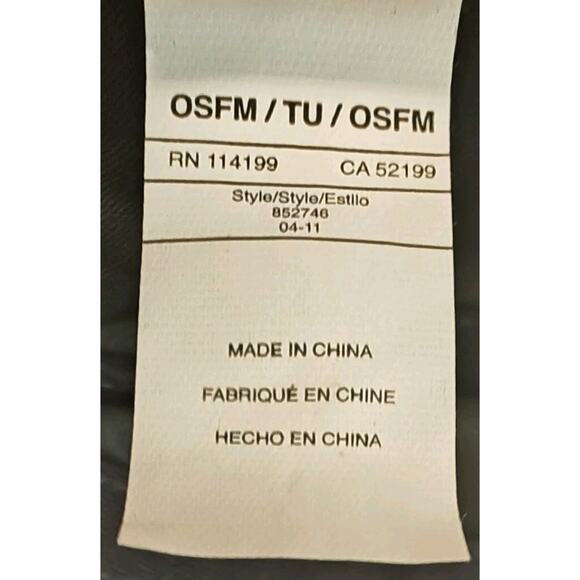 OSFM / TU / OSFM
RN 114199 CA 52199
Style/Style/Estilo
852746
04-11
MADE IN CHINA
FABRIQUÉ EN CHINE
HECHO EN CHINA